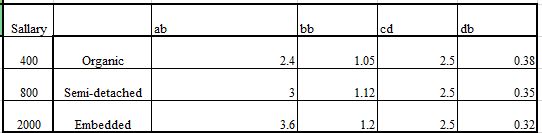 Sallary ab bb cd db
400 Organic 2.4 1.05 2.5 0.38
800 Semi-detached 3 1.12 2.5 0.35
2000 Embedded 3.6 1.2 2.5 0.32